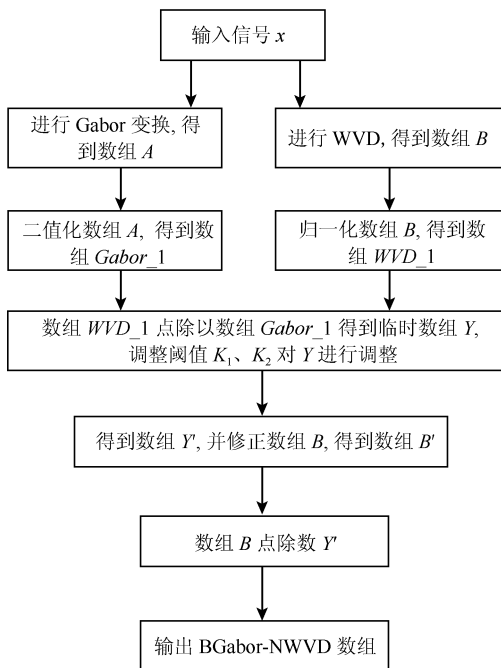 输入信号 x
进行 Gabor 变换, 得
到数组 A
进行 WVD, 得到数组 B
二值化数组 A, 得到数
组 Gabor_1
归一化数组 B, 得到数
组 WVD_1
数组 WVD_1 点除以数组 Gabor_1 得到临时数组 Y,
调整阈值 K₁、K₂ 对 Y 进行调整
得到数组 Y', 并修正数组 B, 得到数组 B'
数组 B 点除数 Y'
输出 BGabor-NWVD 数组